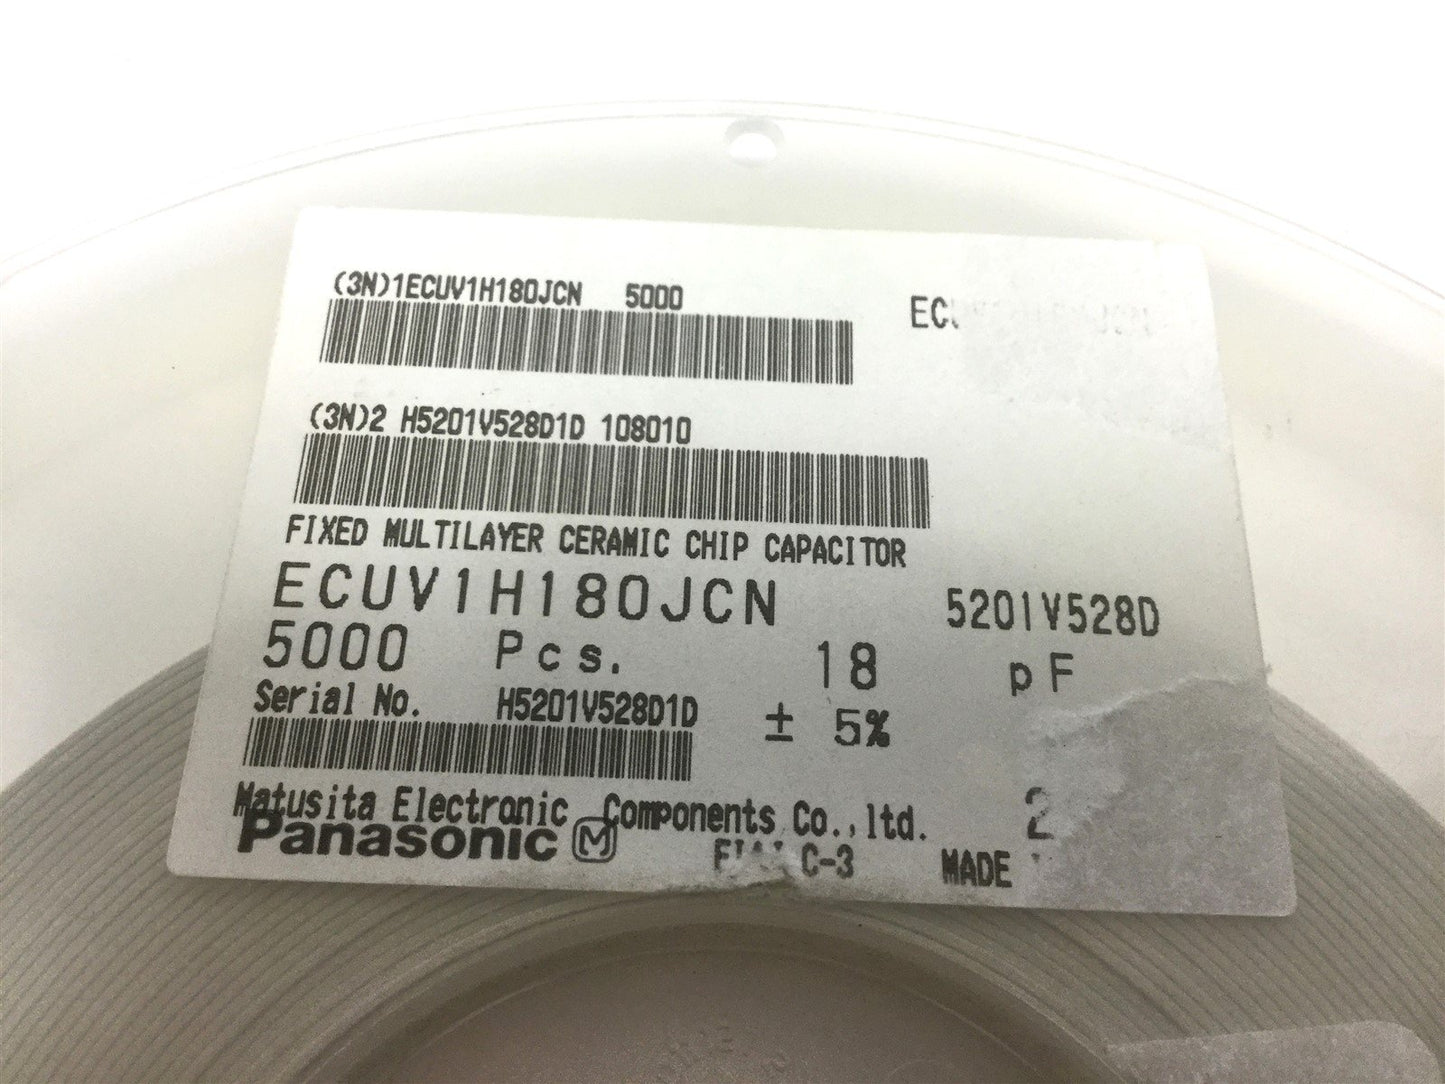 (3N)1ECUV1H180JCN 5000
(3N)2 H5201V528D1D 108010
FIXED MULTILAYER CERAMIC CHIP CAPACITOR
ECUV1H180JCN 5201V528D
5000 Pcs. 18 pF
Serial No. H5201V528D1D ± 5%
Matusita Electronic Components Co.,ltd. 2
Panasonic M C-3 MADE